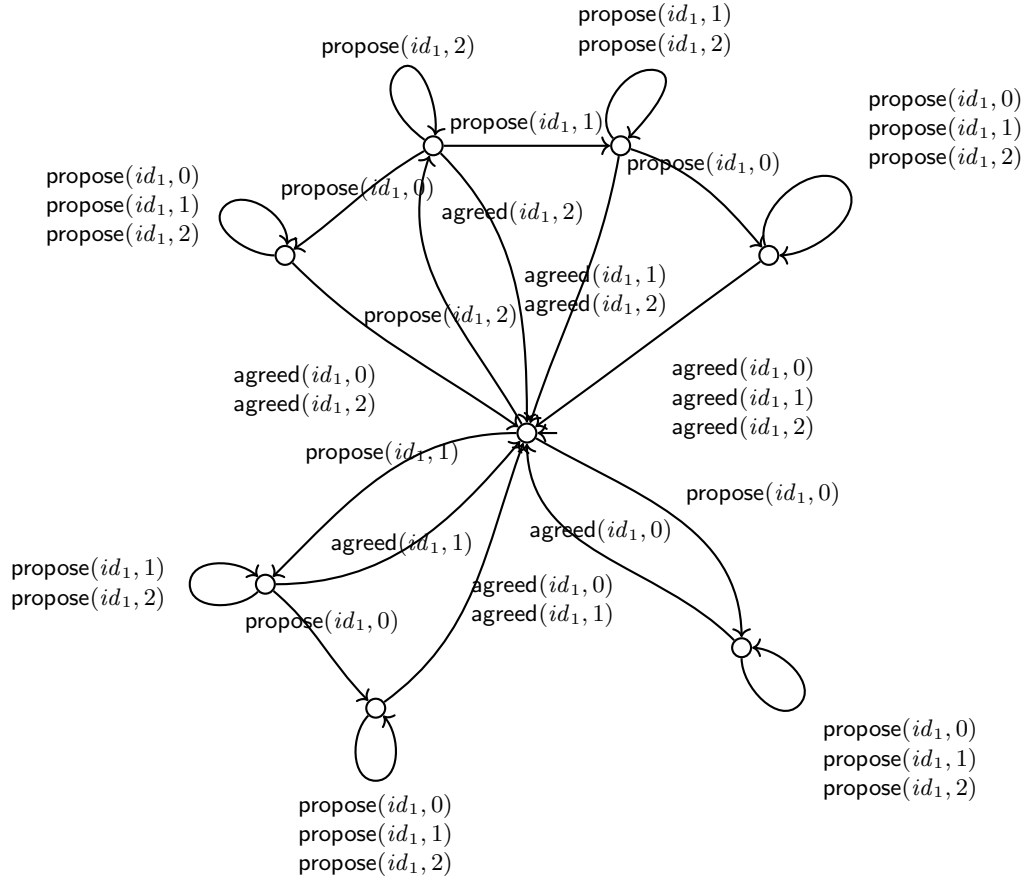 propose(id₁, 1)
propose(id₁, 2)
propose(id₁, 2)
propose(id₁, 0)
propose(id₁, 1)
propose(id₁, 2)
propose(id₁, 1)
propose(id₁, 0)
propose(id₁, 0)
propose(id₁, 1)
propose(id₁, 2)
propose(id₁, 0)
agreed(id₁, 2)
agreed(id₁, 1)
agreed(id₁, 2)
propose(id₁, 2)
agreed(id₁, 0)
agreed(id₁, 2)
agreed(id₁, 0)
agreed(id₁, 1)
agreed(id₁, 2)
propose(id₁, 1)
propose(id₁, 0)
agreed(id₁, 1)
agreed(id₁, 0)
propose(id₁, 1)
propose(id₁, 2)
agreed(id₁, 0)
agreed(id₁, 1)
propose(id₁, 0)
propose(id₁, 0)
propose(id₁, 1)
propose(id₁, 2)
propose(id₁, 0)
propose(id₁, 1)
propose(id₁, 2)